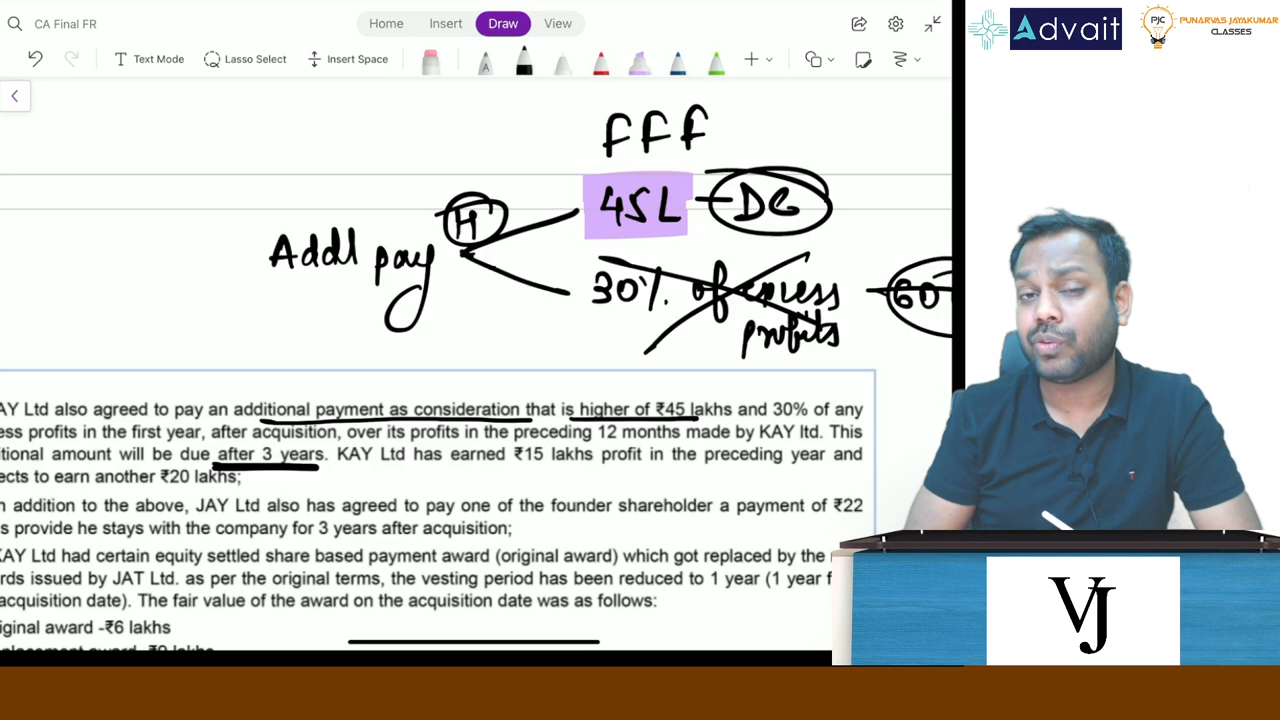 CA Final FR
Home Insert Draw View
Advait
PJC PUNARVAS JAYAKUMAR
CLASSES
Text Mode Lasso Select Insert Space
A
FFF
45L - DC
H
Addl pay
30% of excess
profits
60
AY Ltd also agreed to pay an additional payment as consideration that is higher of ₹45 lakhs and 30% of any
ess profits in the first year, after acquisition, over its profits in the preceding 12 months made by KAY ltd. This
itional amount will be due after 3 years. KAY Ltd has earned ₹15 lakhs profit in the preceding year and
ects to earn another ₹20 lakhs;
n addition to the above, JAY Ltd also has agreed to pay one of the founder shareholder a payment of ₹22
s provide he stays with the company for 3 years after acquisition;
KAY Ltd had certain equity settled share based payment award (original award) which got replaced by the
rds issued by JAT Ltd. as per the original terms, the vesting period has been reduced to 1 year (1 year f
acquisition date). The fair value of the award on the acquisition date was as follows:
iginal award -₹6 lakhs
placement award -₹9 lakhs
VJ